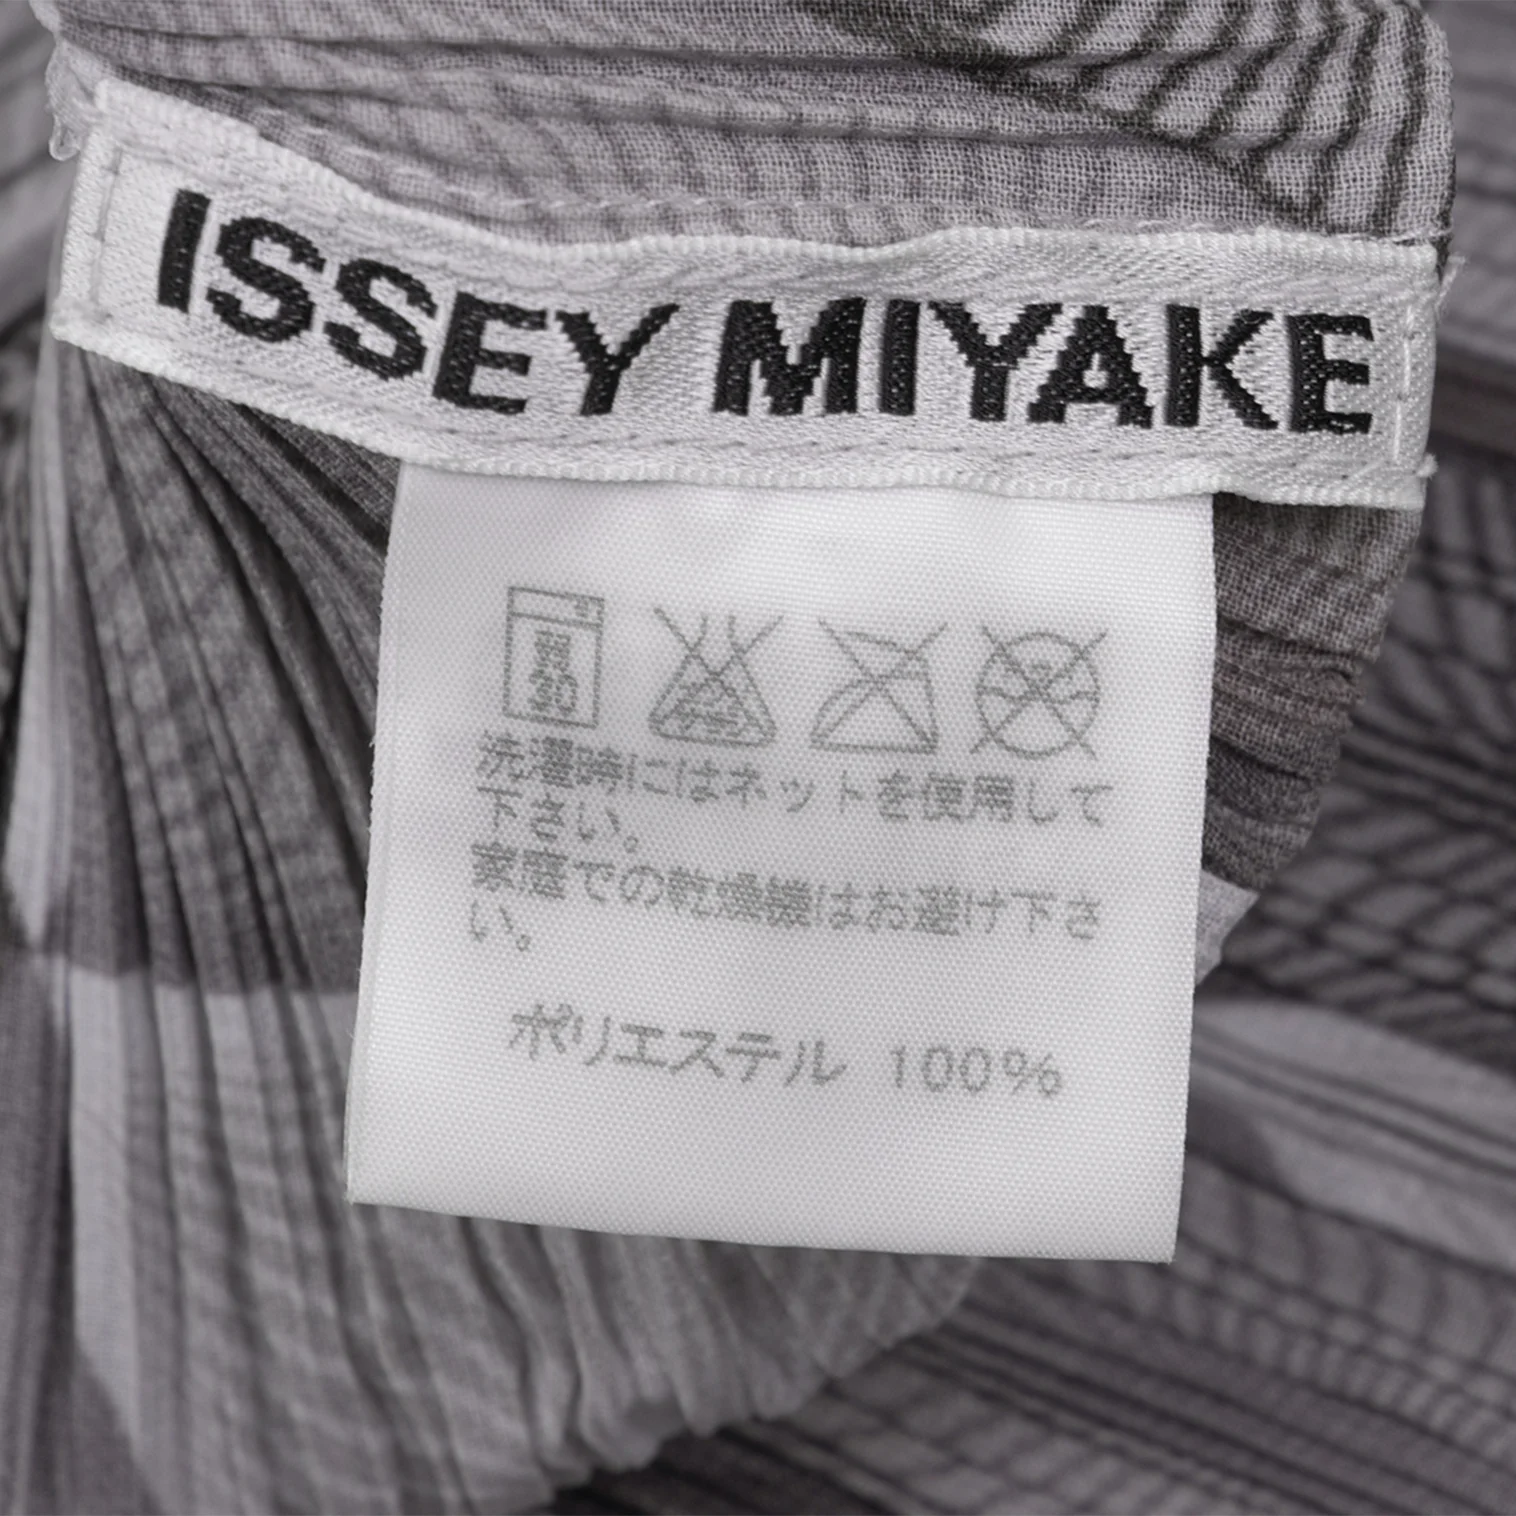 ISSEY MIYAKE
洗濯時にはネットを使用して
下さい。
家庭での乾燥機はお避け下さ
い。
ポリエステル 100%